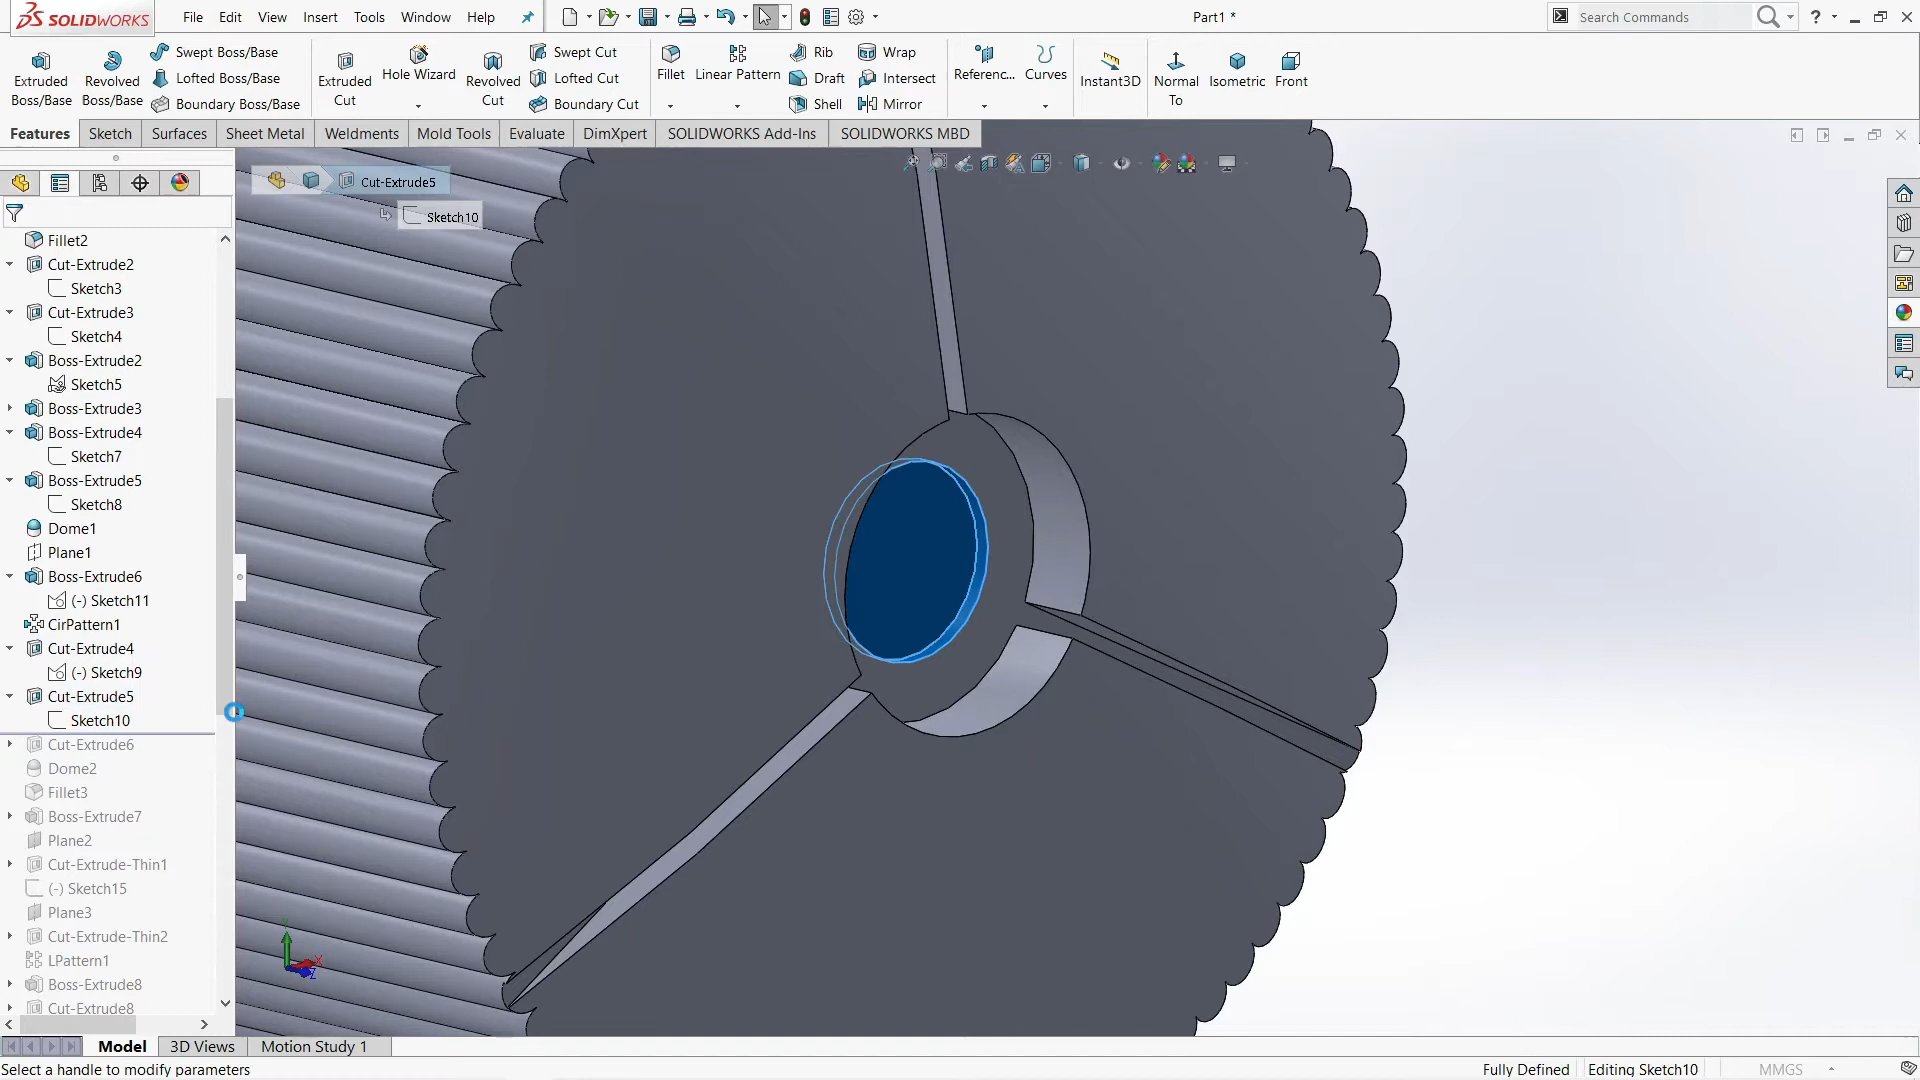 SOLIDWORKS File Edit View Insert Tools Window Help Part1 * Search Commands ?
Extruded Boss/Base
Revolved Boss/Base
Swept Boss/Base
Lofted Boss/Base
Boundary Boss/Base
Extruded Cut
Hole Wizard
Revolved Cut
Swept Cut
Lofted Cut
Boundary Cut
Fillet
Linear Pattern
Rib
Draft
Shell
Wrap
Intersect
Mirror
Referenc...
Curves
Instant3D
Normal To
Isometric
Front
Features Sketch Surfaces Sheet Metal Weldments Mold Tools Evaluate DimXpert SOLIDWORKS Add-Ins SOLIDWORKS MBD
Cut-Extrude5
Sketch10
Fillet2
Cut-Extrude2
Sketch3
Cut-Extrude3
Sketch4
Boss-Extrude2
Sketch5
Boss-Extrude3
Boss-Extrude4
Sketch7
Boss-Extrude5
Sketch8
Dome1
Plane1
Boss-Extrude6
(-) Sketch11
CirPattern1
Cut-Extrude4
(-) Sketch9
Cut-Extrude5
Sketch10
Cut-Extrude6
Dome2
Fillet3
Boss-Extrude7
Plane2
Cut-Extrude-Thin1
(-) Sketch15
Plane3
Cut-Extrude-Thin2
LPattern1
Boss-Extrude8
Cut-Extrude8
X
Z
Model 3D Views Motion Study 1
Select a handle to modify parameters Fully Defined Editing Sketch10 MMGS